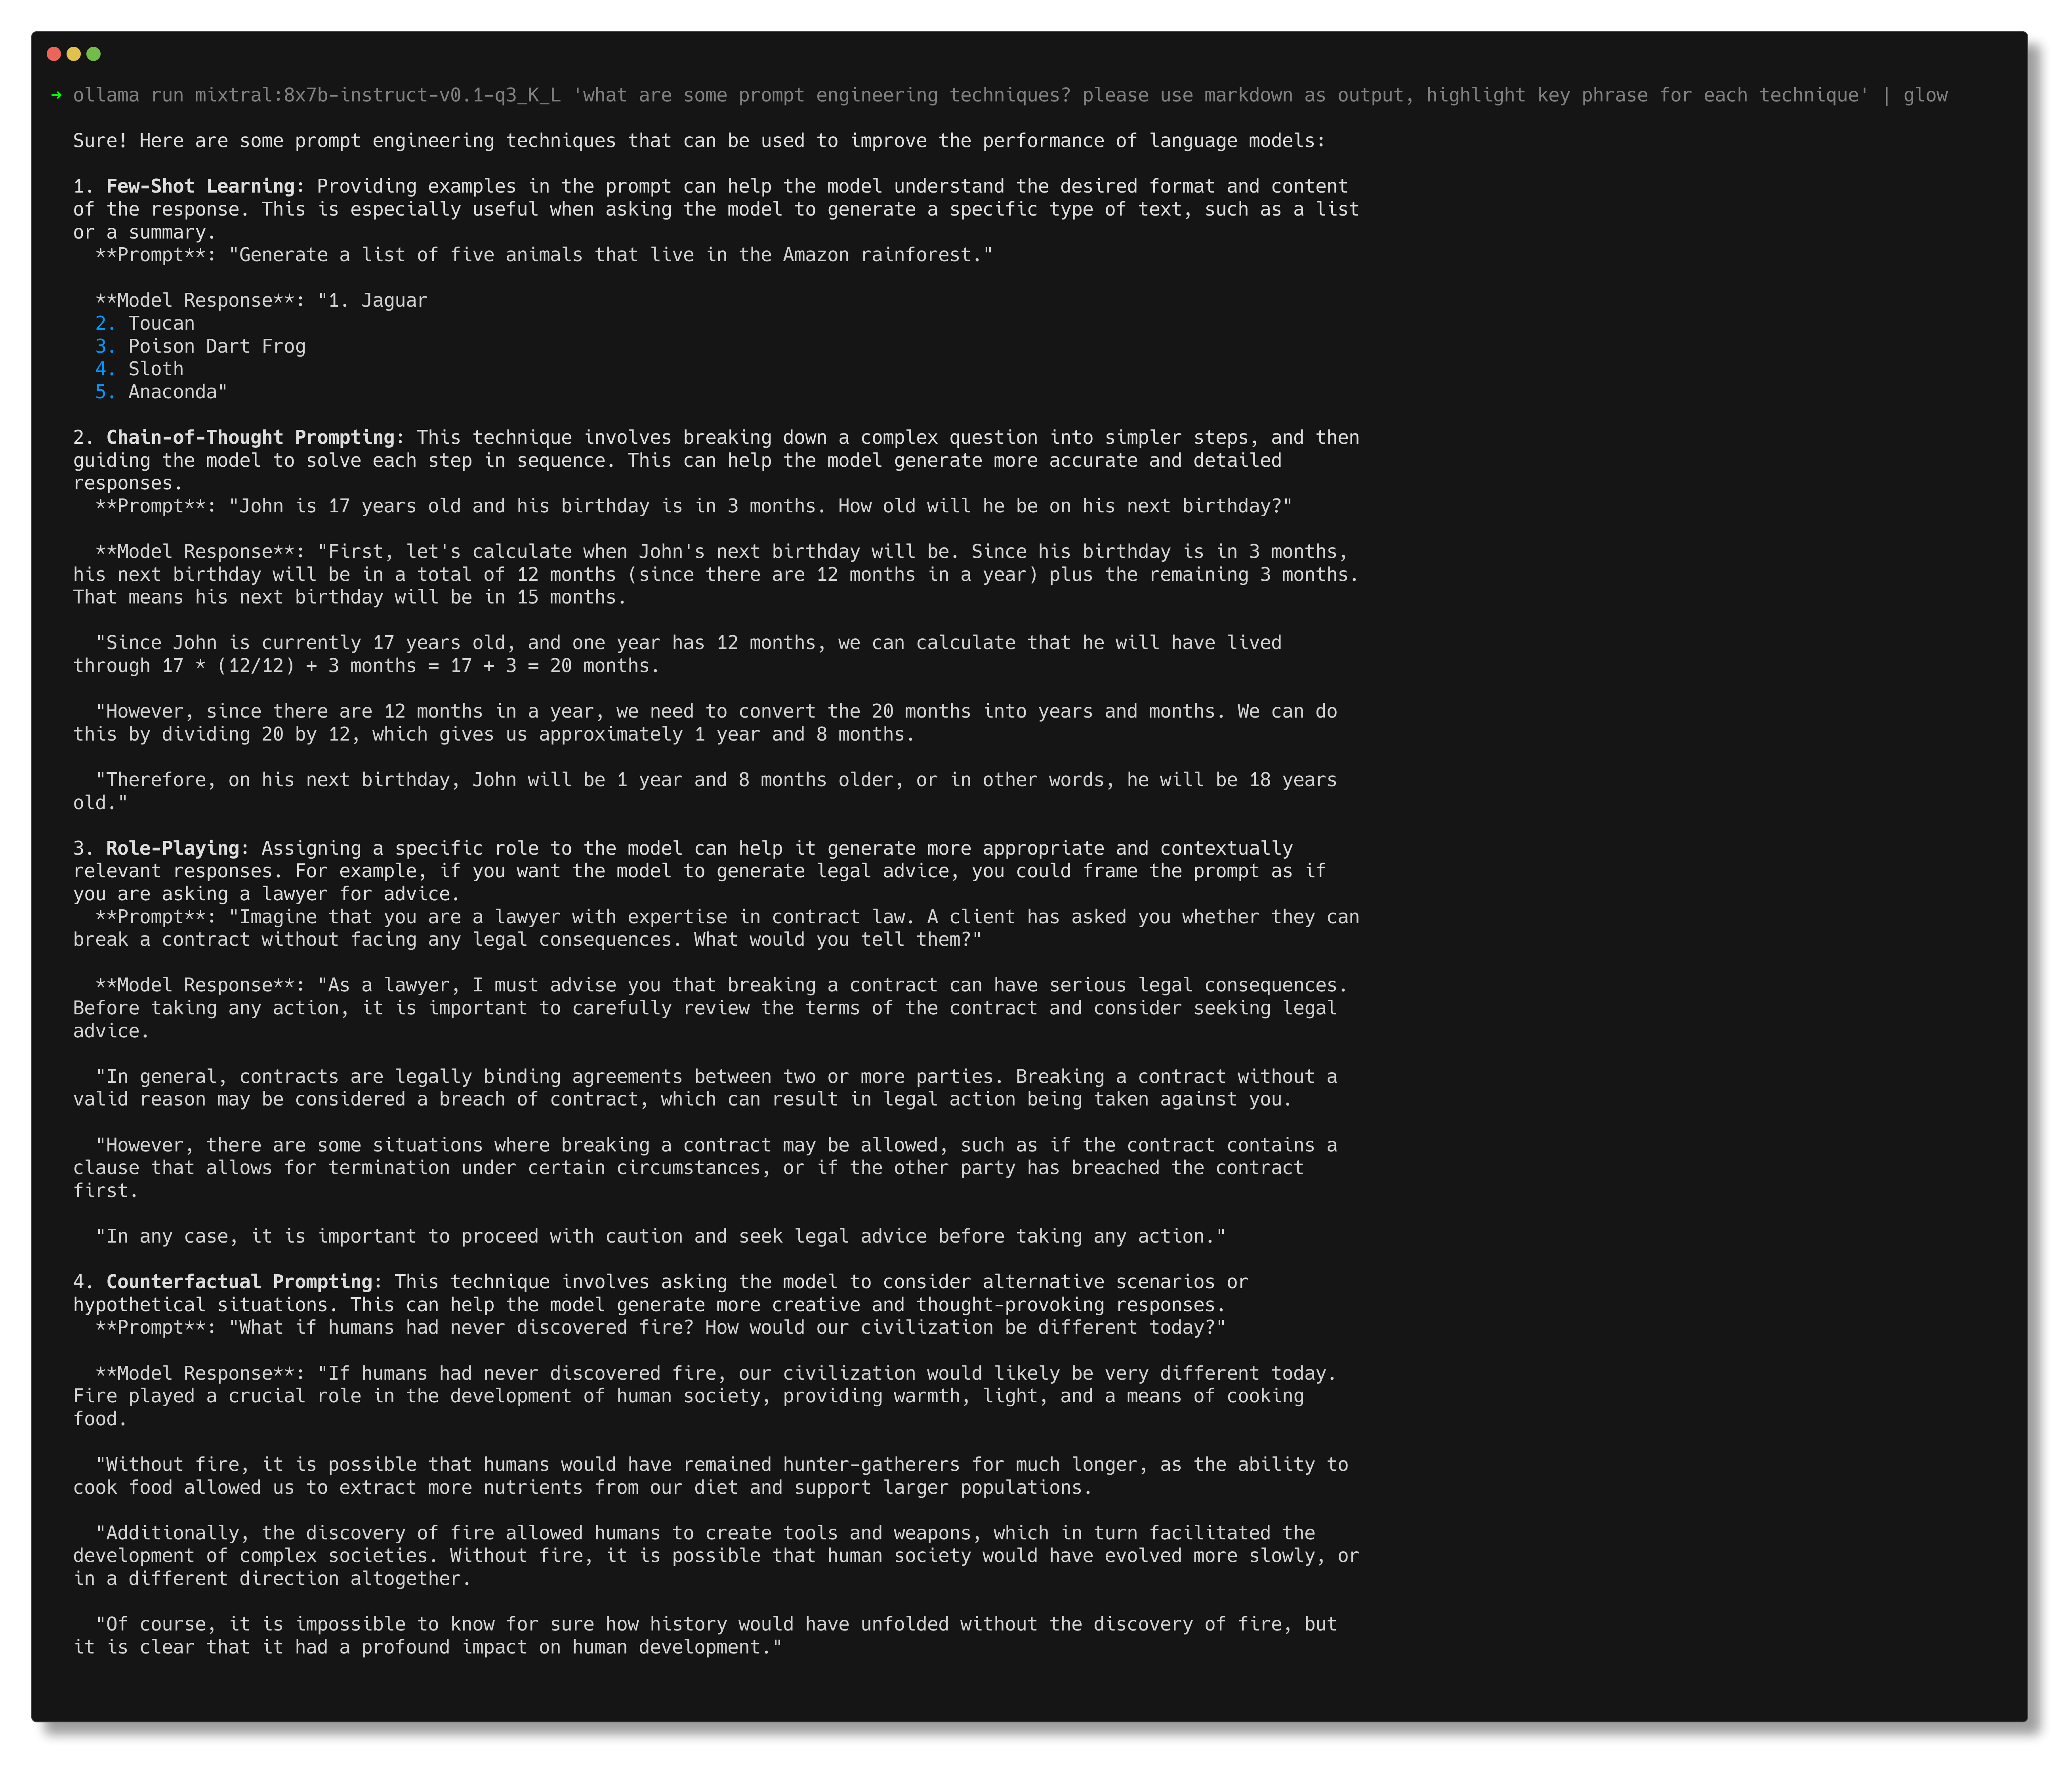 ➜ ollama run mixtral:8x7b-instruct-v0.1-q3_K_L 'what are some prompt engineering techniques? please use markdown as output, highlight key phrase for each technique' | glow
Sure! Here are some prompt engineering techniques that can be used to improve the performance of language models:
1. Few-Shot Learning: Providing examples in the prompt can help the model understand the desired format and content
of the response. This is especially useful when asking the model to generate a specific type of text, such as a list
or a summary.
**Prompt**: "Generate a list of five animals that live in the Amazon rainforest."
**Model Response**: "1. Jaguar
2. Toucan
3. Poison Dart Frog
4. Sloth
5. Anaconda"
2. Chain-of-Thought Prompting: This technique involves breaking down a complex question into simpler steps, and then
guiding the model to solve each step in sequence. This can help the model generate more accurate and detailed
responses.
**Prompt**: "John is 17 years old and his birthday is in 3 months. How old will he be on his next birthday?"
**Model Response**: "First, let's calculate when John's next birthday will be. Since his birthday is in 3 months,
his next birthday will be in a total of 12 months (since there are 12 months in a year) plus the remaining 3 months.
That means his next birthday will be in 15 months.
"Since John is currently 17 years old, and one year has 12 months, we can calculate that he will have lived
through 17 * (12/12) + 3 months = 17 + 3 = 20 months.
"However, since there are 12 months in a year, we need to convert the 20 months into years and months. We can do
this by dividing 20 by 12, which gives us approximately 1 year and 8 months.
"Therefore, on his next birthday, John will be 1 year and 8 months older, or in other words, he will be 18 years
old."
3. Role-Playing: Assigning a specific role to the model can help it generate more appropriate and contextually
relevant responses. For example, if you want the model to generate legal advice, you could frame the prompt as if
you are asking a lawyer for advice.
**Prompt**: "Imagine that you are a lawyer with expertise in contract law. A client has asked you whether they can
break a contract without facing any legal consequences. What would you tell them?"
**Model Response**: "As a lawyer, I must advise you that breaking a contract can have serious legal consequences.
Before taking any action, it is important to carefully review the terms of the contract and consider seeking legal
advice.
"In general, contracts are legally binding agreements between two or more parties. Breaking a contract without a
valid reason may be considered a breach of contract, which can result in legal action being taken against you.
"However, there are some situations where breaking a contract may be allowed, such as if the contract contains a
clause that allows for termination under certain circumstances, or if the other party has breached the contract
first.
"In any case, it is important to proceed with caution and seek legal advice before taking any action."
4. Counterfactual Prompting: This technique involves asking the model to consider alternative scenarios or
hypothetical situations. This can help the model generate more creative and thought-provoking responses.
**Prompt**: "What if humans had never discovered fire? How would our civilization be different today?"
**Model Response**: "If humans had never discovered fire, our civilization would likely be very different today.
Fire played a crucial role in the development of human society, providing warmth, light, and a means of cooking
food.
"Without fire, it is possible that humans would have remained hunter-gatherers for much longer, as the ability to
cook food allowed us to extract more nutrients from our diet and support larger populations.
"Additionally, the discovery of fire allowed humans to create tools and weapons, which in turn facilitated the
development of complex societies. Without fire, it is possible that human society would have evolved more slowly, or
in a different direction altogether.
"Of course, it is impossible to know for sure how history would have unfolded without the discovery of fire, but
it is clear that it had a profound impact on human development."